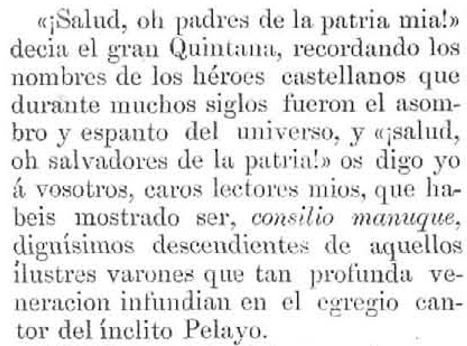 «¡Salud, oh padres de la patria mia!»
decia el gran Quintana, recordando los
nombres de los héroes castellanos que
durante muchos siglos fueron el asom-
bro y espanto del universo, y «¡salud,
oh salvadores de la patria!» os digo yo
á vosotros, caros lectores mios, que ha-
beis mostrado ser, consilio manuque,
dignísimos descendientes de aquellos
ílustres varones que tan profunda ve-
neracion infundian en el egregio can-
tor del ínclito Pelayo.